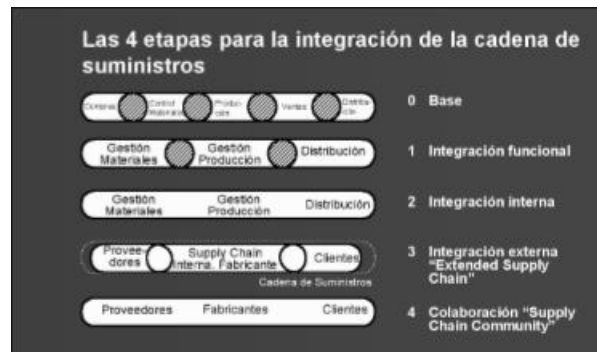 Las 4 etapas para la integración de la cadena de
suministros
Compras Control Materiales Produc- ción Ventas Distribu- ción
0 Base
Gestión Materiales Gestión Producción Distribución
1 Integración funcional
Gestión Materiales Gestión Producción Distribución
2 Integración interna
Provee- dores Supply Chain Interna. Fabricante Clientes
Cadena de Suministros
3 Integración externa
"Extended Supply
Chain"
Proveedores Fabricantes Clientes
4 Colaboración "Supply
Chain Community"